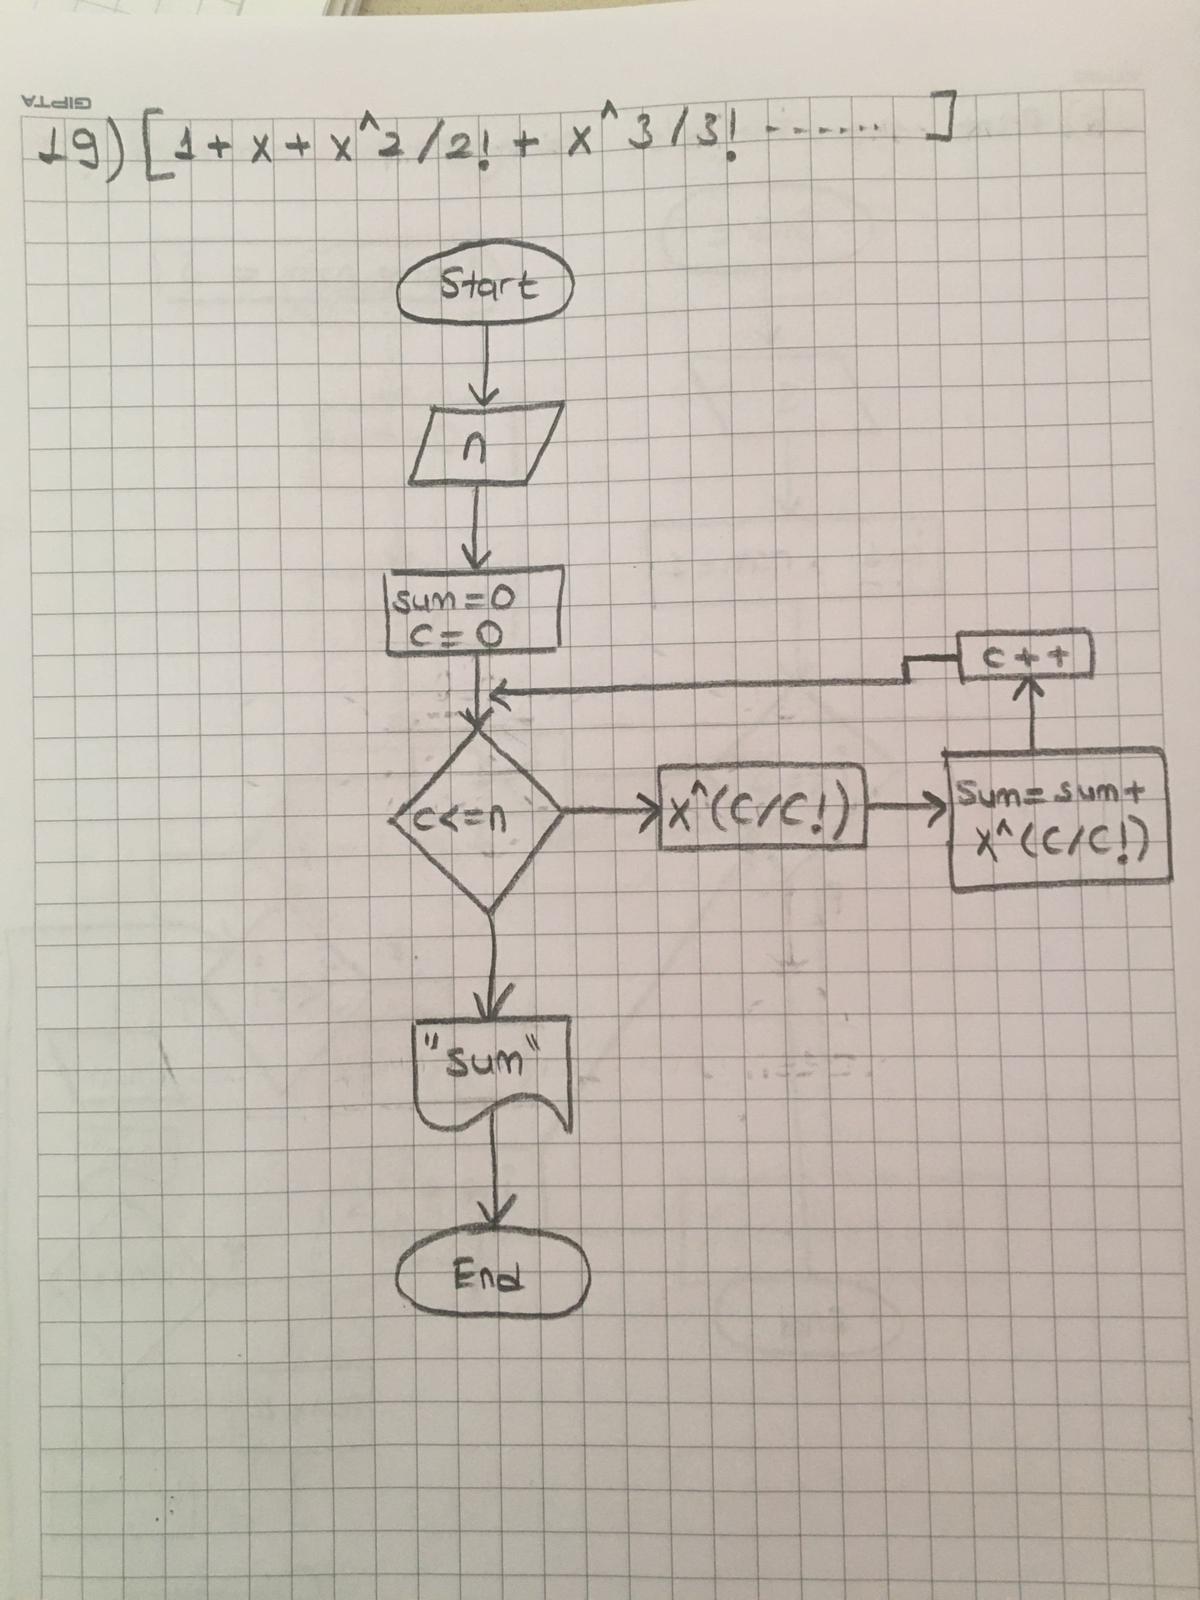 GIPTA
19) [1 + x + x^2/2! + x^3/3! ....... ]
Start
n
sum=0
c = 0
c++
c<=n
x^(c/c!)
sum= sum+
x^(c/c!)
"sum"
End